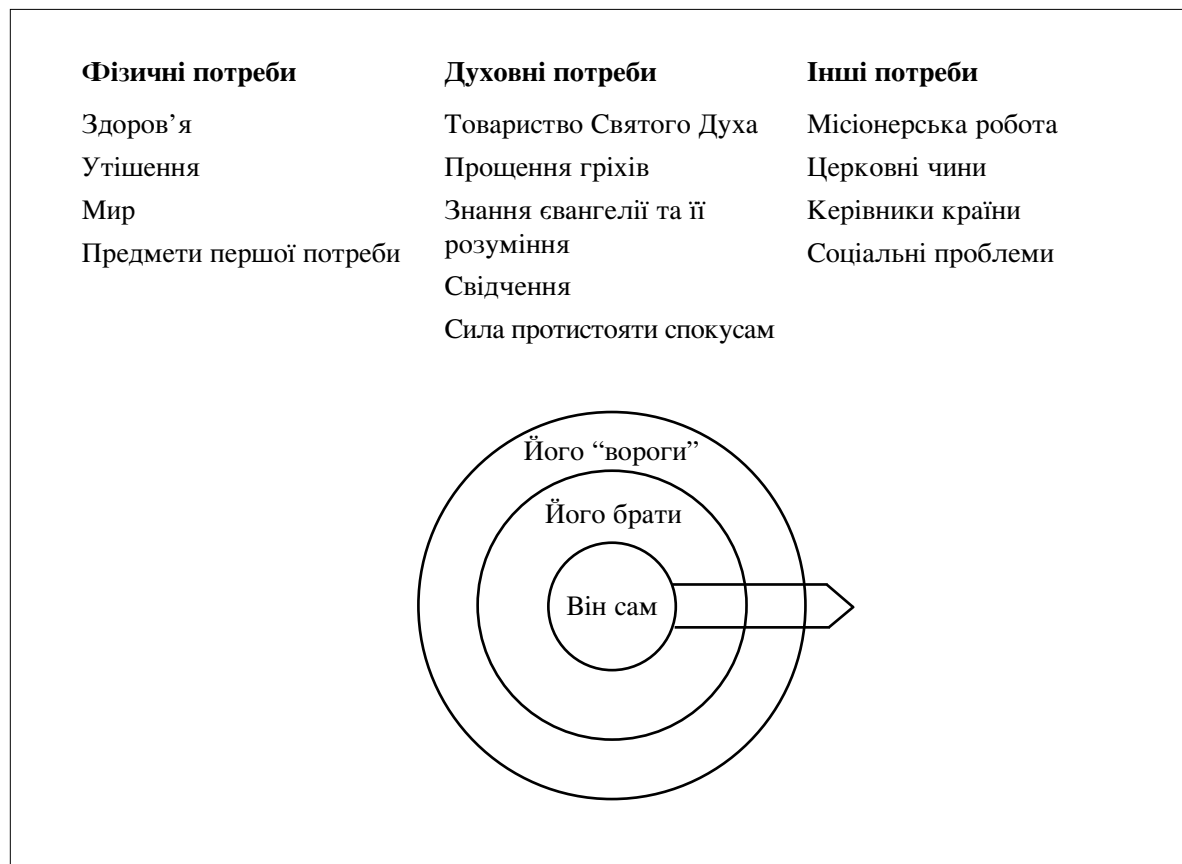 Фізичні потреби
Здоров’я
Утішення
Мир
Предмети першої потреби
Духовні потреби
Товариство Святого Духа
Прощення гріхів
Знання євангелії та її
розуміння
Свідчення
Сила протистояти спокусам
Інші потреби
Місіонерська робота
Церковні чини
Керівники країни
Соціальні проблеми
Його “вороги”
Його брати
Він сам